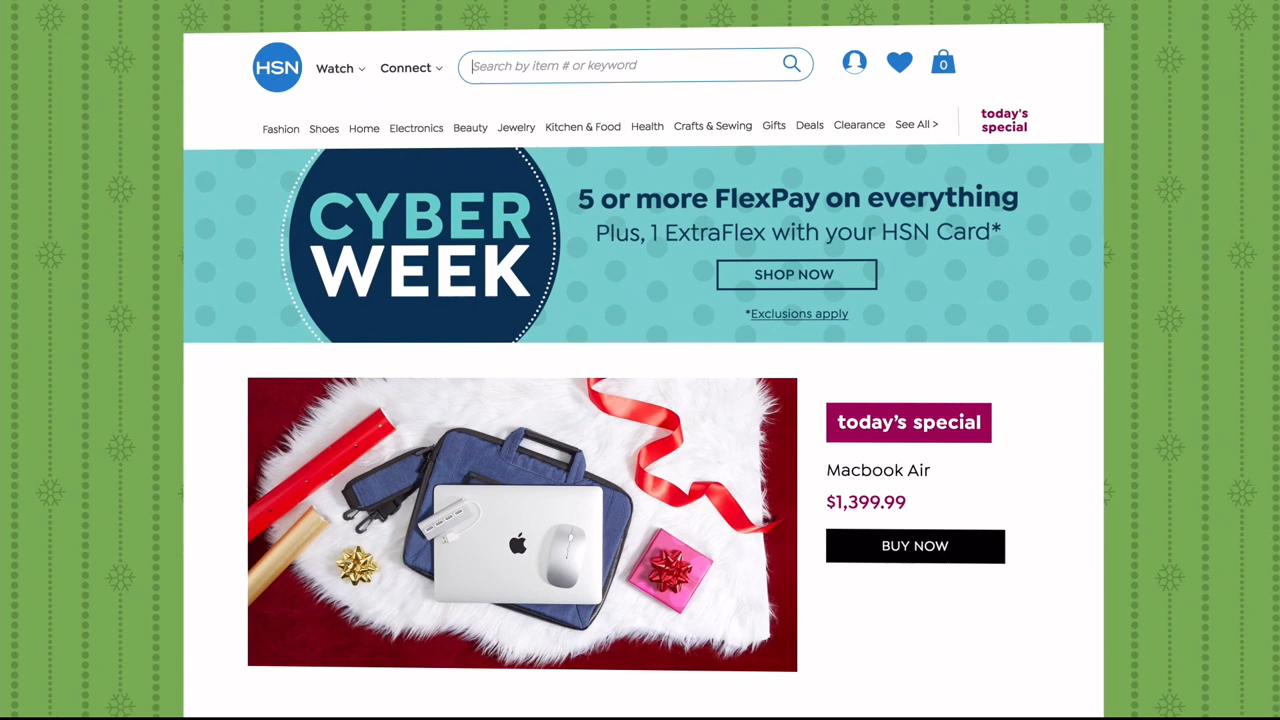 HSN
Watch
Connect
Search by item # or keyword
0
Fashion Shoes Home Electronics Beauty Jewelry Kitchen & Food Health Crafts & Sewing Gifts Deals Clearance See All >
today's
special
CYBER
WEEK
5 or more FlexPay on everything
Plus, 1 ExtraFlex with your HSN Card*
SHOP NOW
*Exclusions apply
today's special
Macbook Air
$1,399.99
BUY NOW